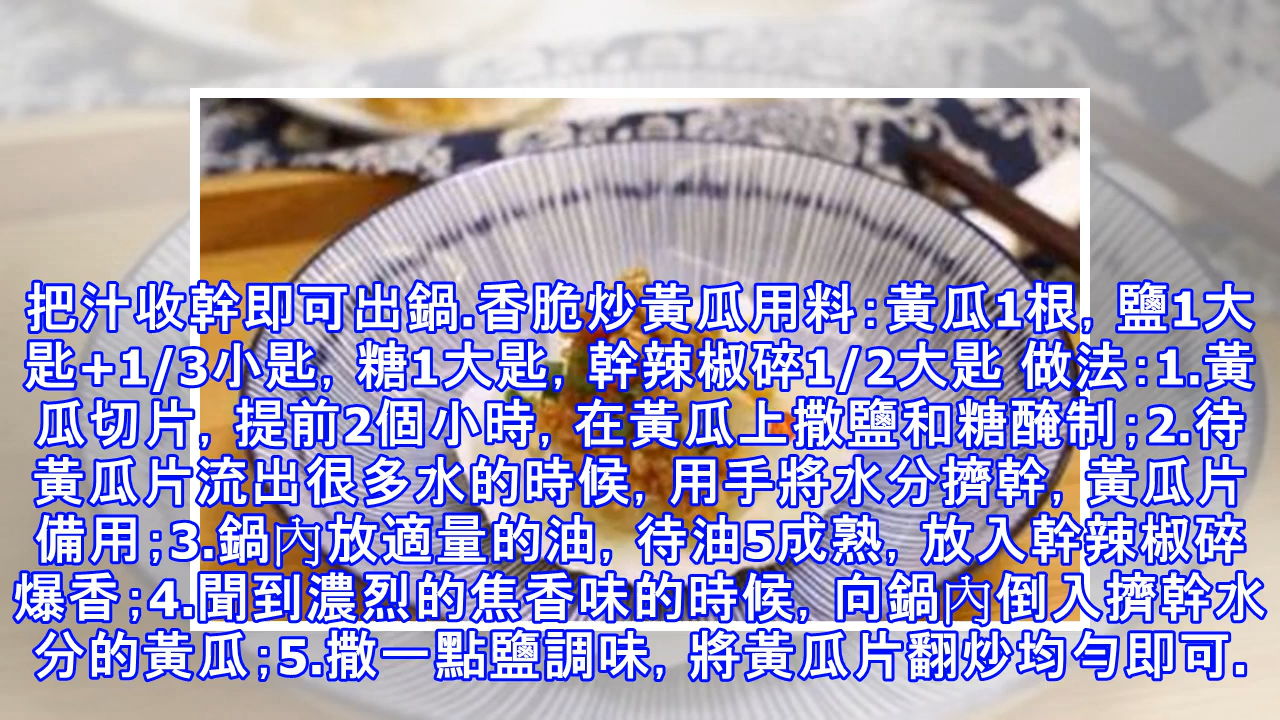 把汁收幹即可出鍋.香脆炒黃瓜用料:黃瓜1根, 鹽1大
匙+1/3小匙, 糖1大匙, 幹辣椒碎1/2大匙 做法:1.黃
瓜切片, 提前2個小時, 在黃瓜上撒鹽和糖醃制;2.待
黃瓜片流出很多水的時候, 用手將水分擠幹, 黃瓜片
備用;3.鍋內放適量的油, 待油5成熟, 放入幹辣椒碎
爆香;4.聞到濃烈的焦香味的時候, 向鍋內倒入擠幹水
分的黃瓜;5.撒一點鹽調味, 將黃瓜片翻炒均勻即可.